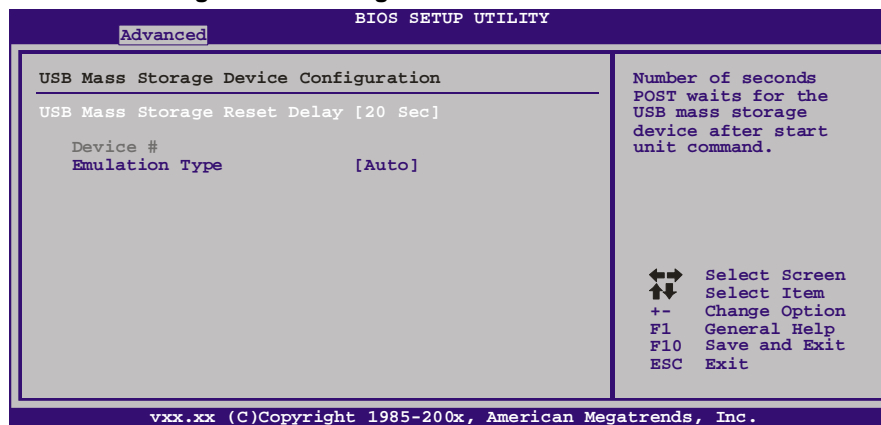 BIOS SETUP UTILITY
Advanced
USB Mass Storage Device Configuration
USB Mass Storage Reset Delay [20 Sec]
Device #
Emulation Type [Auto]
Number of seconds
POST waits for the
USB mass storage
device after start
unit command.
Select Screen
Select Item
+- Change Option
F1 General Help
F10 Save and Exit
ESC Exit
vxx.xx (C)Copyright 1985-200x, American Megatrends, Inc.